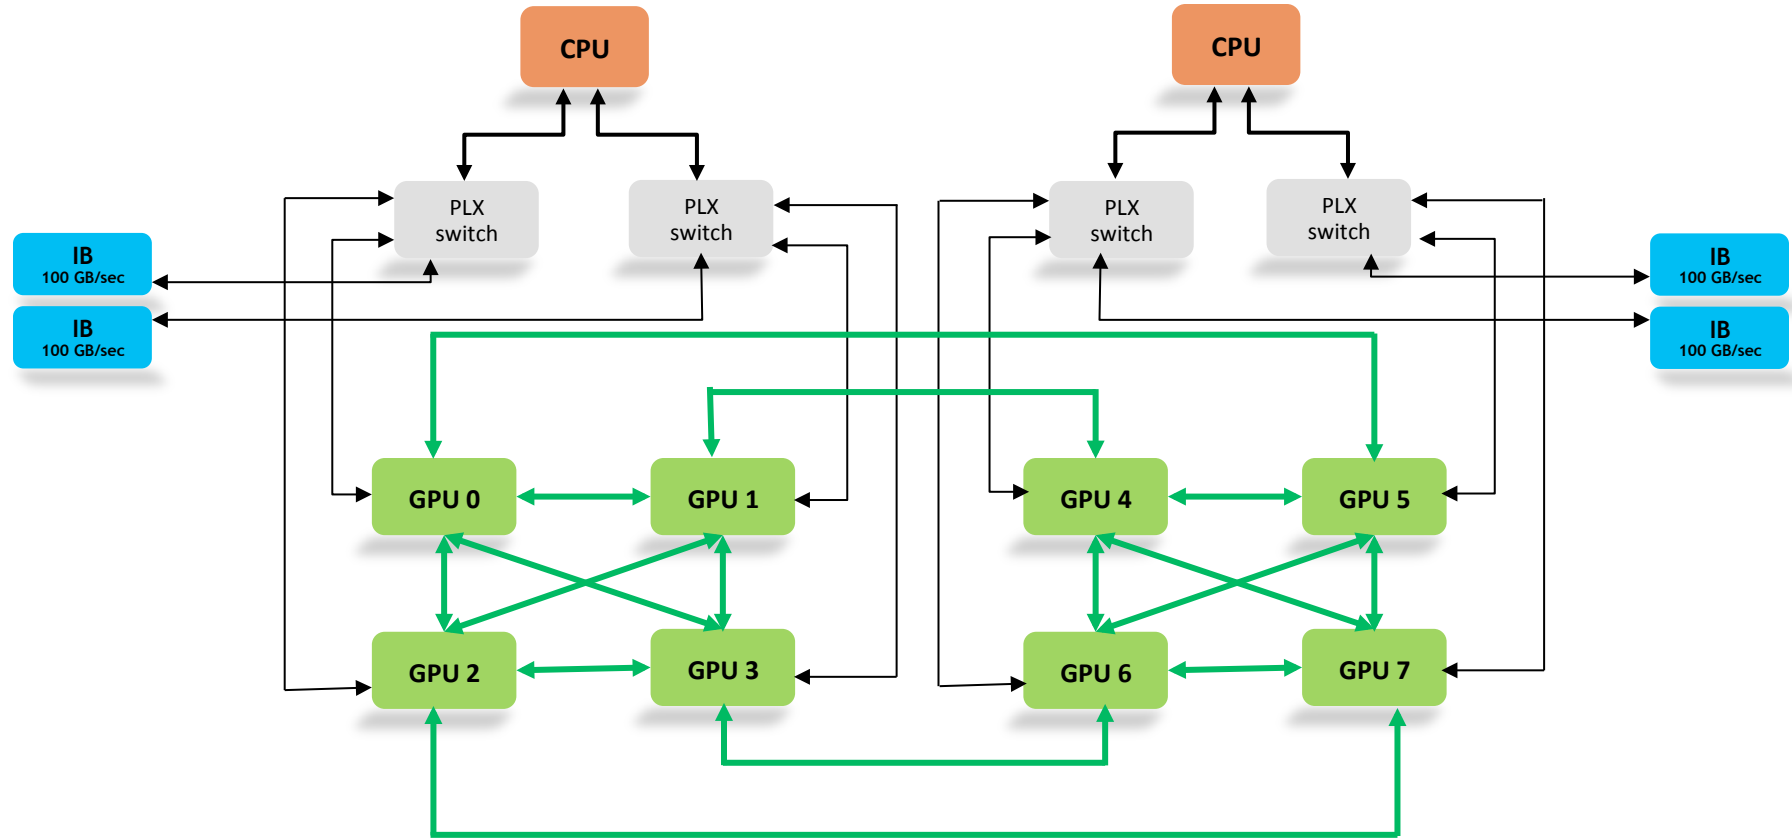 CPU
CPU
PLX
switch
PLX
switch
PLX
switch
PLX
switch
IB
100 GB/sec
IB
100 GB/sec
IB
100 GB/sec
IB
100 GB/sec
GPU 0
GPU 1
GPU 4
GPU 5
GPU 2
GPU 3
GPU 6
GPU 7